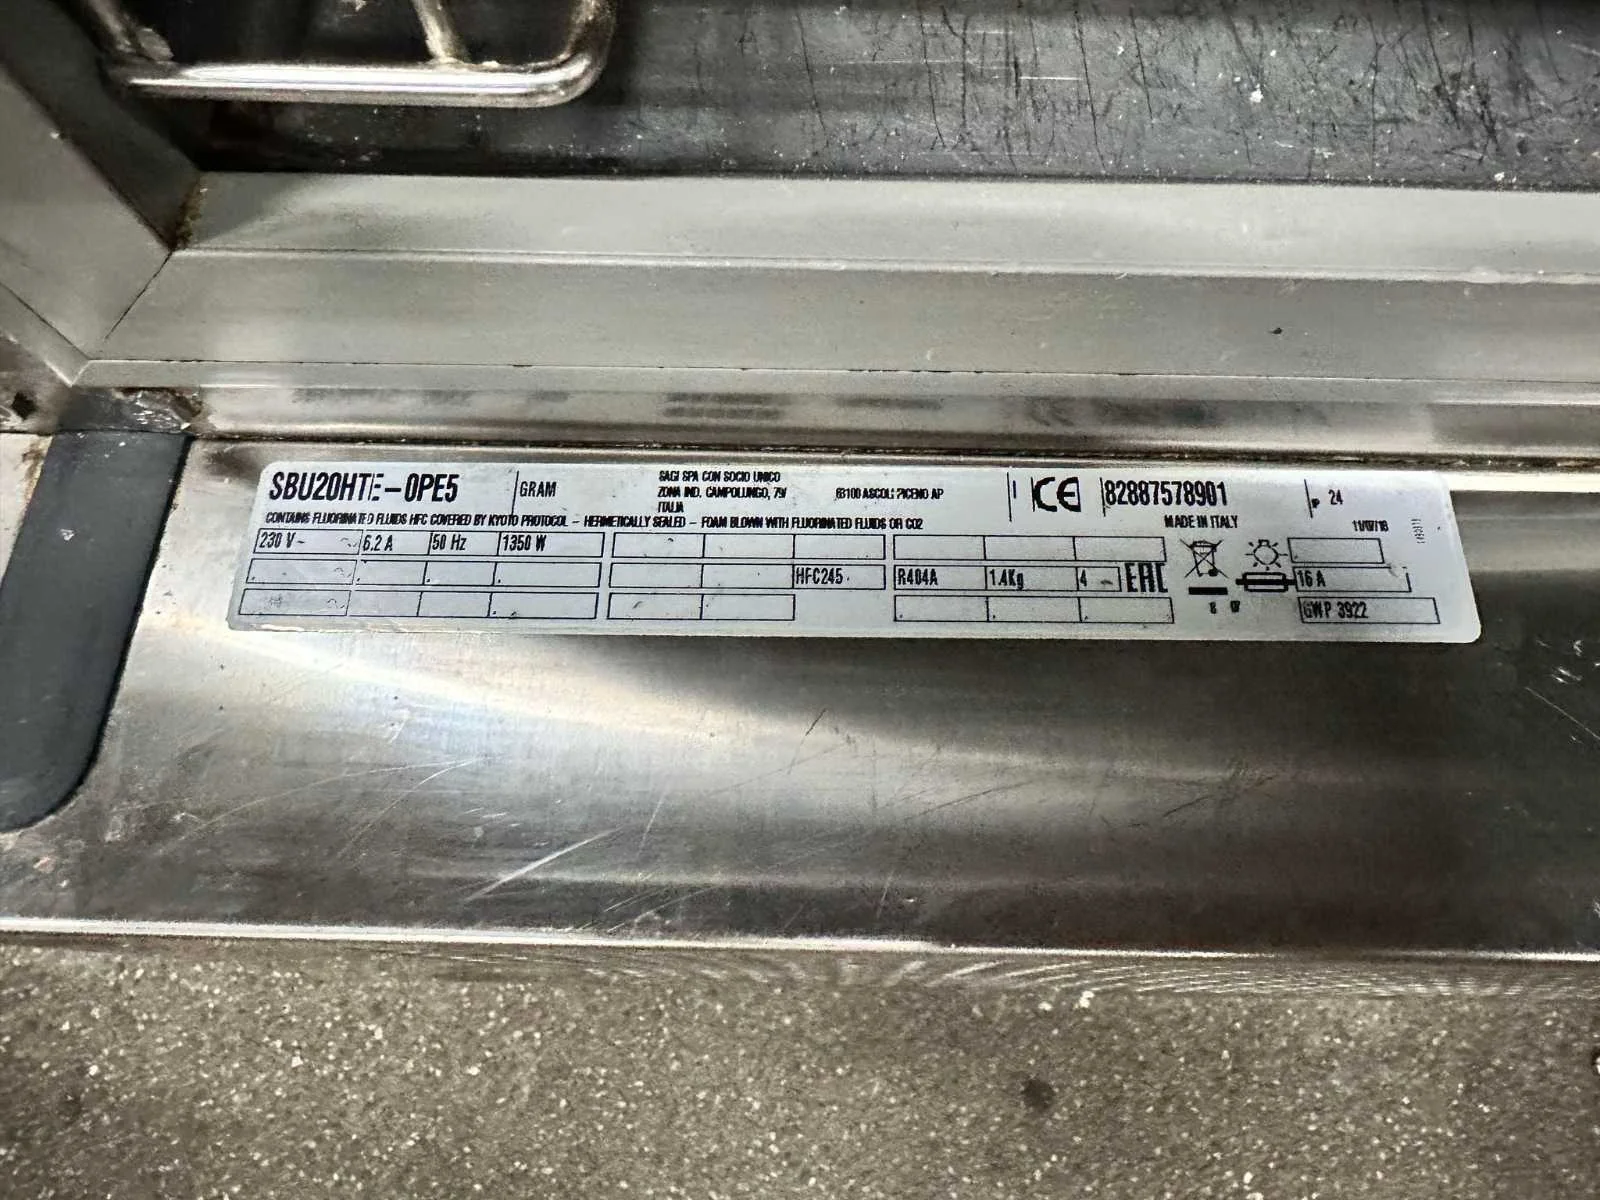 SBU20HTE-0PE5
GRAM
SAGI SPA CON SOCIO UNICO
ZONA IND. CAMPOLUNGO, 79/
63100 ASCOLI PICENO AP
ITALIA
CE
82887578901
24
CONTAINS FLUORINATED FLUIDS HFC COVERED BY KYOTO PROTOCOL - HERMETICALLY SEALED - FOAM BLOWN WITH FLUORINATED FLUIDS OR CO2
MADE IN ITALY
230 V~ 6.2 A 50 Hz 1350 W
HFC245 R404A 1.4Kg 4 EAC
16 A
GWP 3922